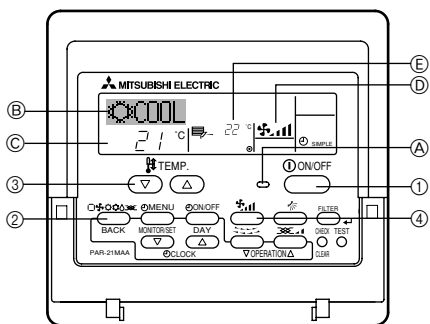 E
D
MITSUBISHI ELECTRIC
B
COOL
22 °C
C
21 °C
SIMPLE
A
TEMP.
ON/OFF
3
1
MENU
ON/OFF
FILTER
2
4
BACK
MONITOR/SET
DAY
CHECK TEST
PAR-21MAA
CLOCK
OPERATION
CLEAR